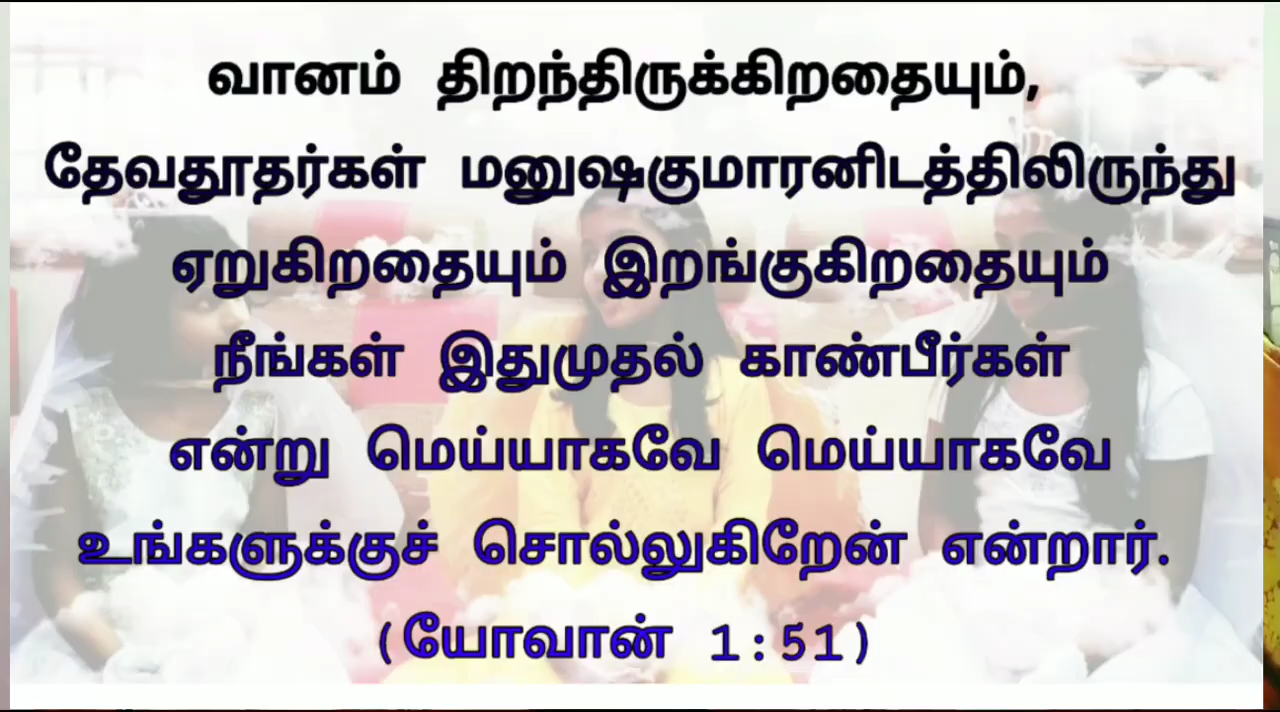 வானம் திறந்திருக்கிறதையும்,
தேவதூதர்கள் மனுஷகுமாரனிடத்திலிருந்து
ஏறுகிறதையும் இறங்குகிறதையும்
நீங்கள் இதுமுதல் காண்பீர்கள்
என்று மெய்யாகவே மெய்யாகவே
உங்களுக்குச் சொல்லுகிறேன் என்றார்.
(யோவான் 1:51)